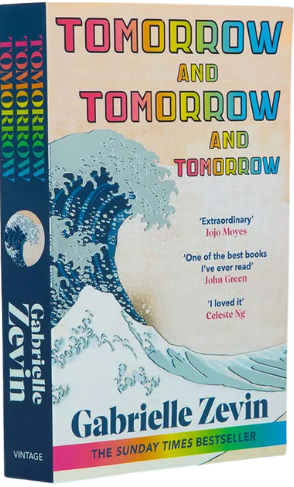 TOMORROW
AND
TOMORROW
AND
TOMORROW
'Extraordinary'
Jojo Moyes
'One of the best books
I've ever read'
John Green
'I loved it'
Celeste Ng
Gabrielle Zevin
THE SUNDAY TIMES BESTSELLER
TOMORROW
TOMORROW
TOMORROW
Gabrielle
Zevin
VINTAGE